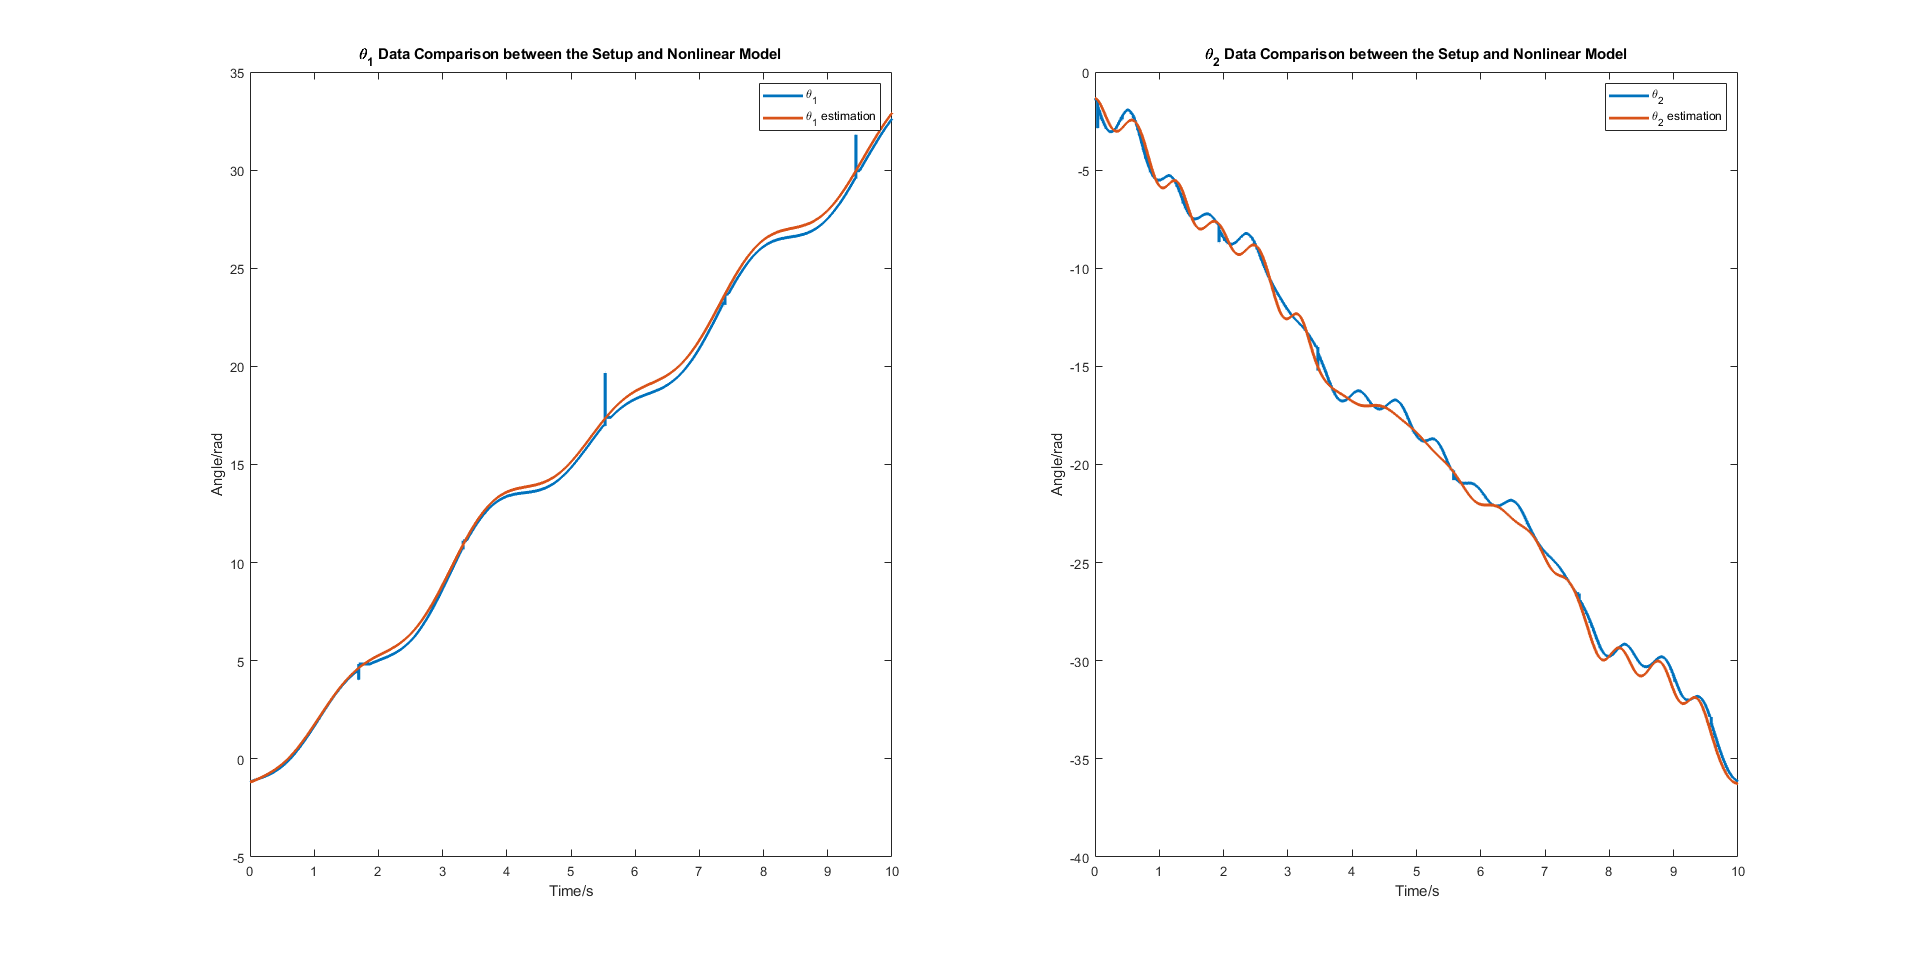 θ1 Data Comparison between the Setup and Nonlinear Model
35
30
25
20
15
10
5
0
-5
Angle/rad
θ1
θ1 estimation
0 1 2 3 4 5 6 7 8 9 10
Time/s
θ2 Data Comparison between the Setup and Nonlinear Model
0
-5
-10
-15
-20
-25
-30
-35
-40
Angle/rad
θ2
θ2 estimation
0 1 2 3 4 5 6 7 8 9 10
Time/s